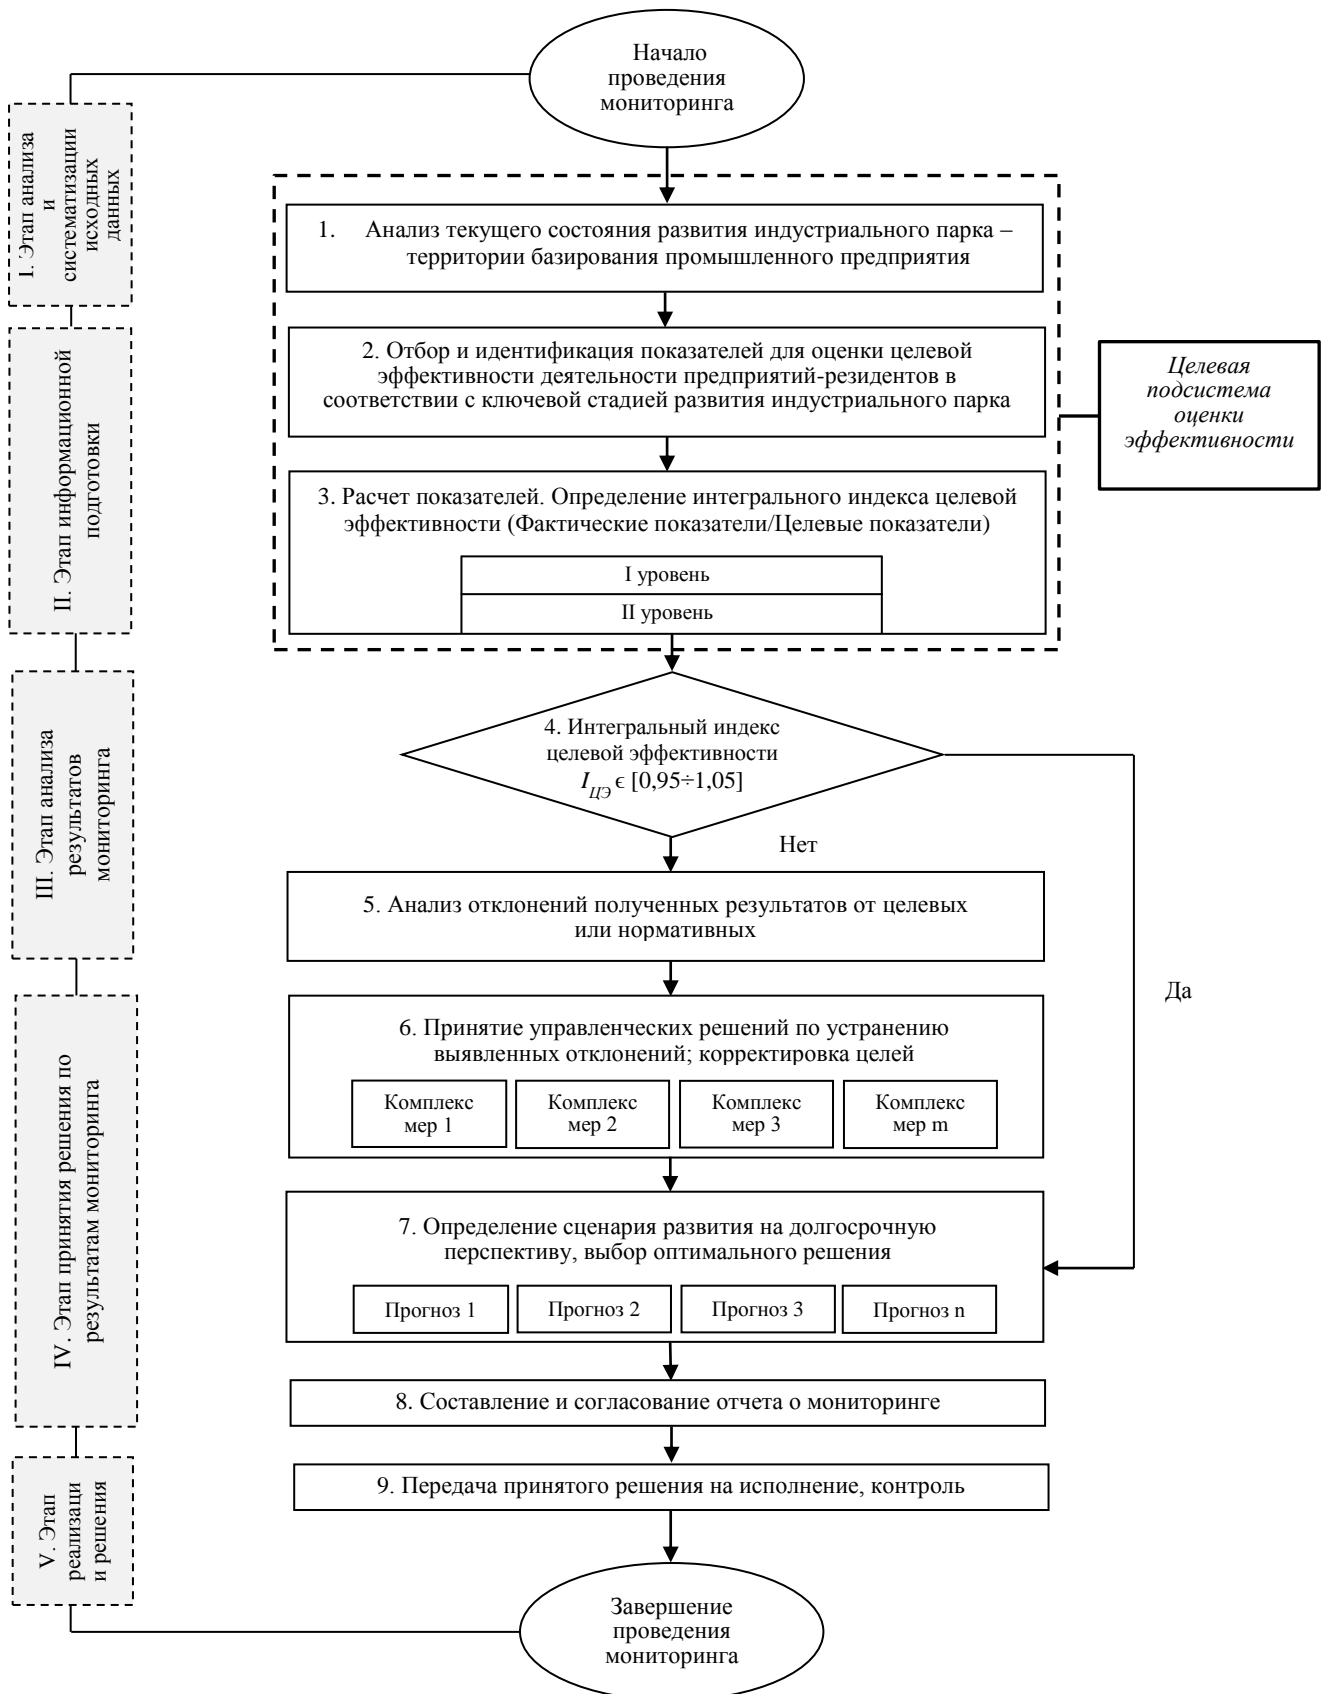 Начало
проведения
мониторинга
I. Этап анализа
и
систематизации
исходных
данных
1. Анализ текущего состояния развития индустриального парка –
территории базирования промышленного предприятия
II. Этап информационной
подготовки
2. Отбор и идентификация показателей для оценки целевой
эффективности деятельности предприятий-резидентов в
соответствии с ключевой стадией развития индустриального парка
Целевая
подсистема
оценки
эффективности
3. Расчет показателей. Определение интегрального индекса целевой
эффективности (Фактические показатели/Целевые показатели)
I уровень
II уровень
III. Этап анализа
результатов
мониторинга
4. Интегральный индекс
целевой эффективности
IЦЭ ϵ [0,95÷1,05]
Нет
5. Анализ отклонений полученных результатов от целевых
или нормативных
Да
IV. Этап принятия решения по
результатам мониторинга
6. Принятие управленческих решений по устранению
выявленных отклонений; корректировка целей
Комплекс
мер 1
Комплекс
мер 2
Комплекс
мер 3
Комплекс
мер m
7. Определение сценария развития на долгосрочную
перспективу, выбор оптимального решения
Прогноз 1
Прогноз 2
Прогноз 3
Прогноз n
8. Составление и согласование отчета о мониторинге
V. Этап
реализаци
и решения
9. Передача принятого решения на исполнение, контроль
Завершение
проведения
мониторинга